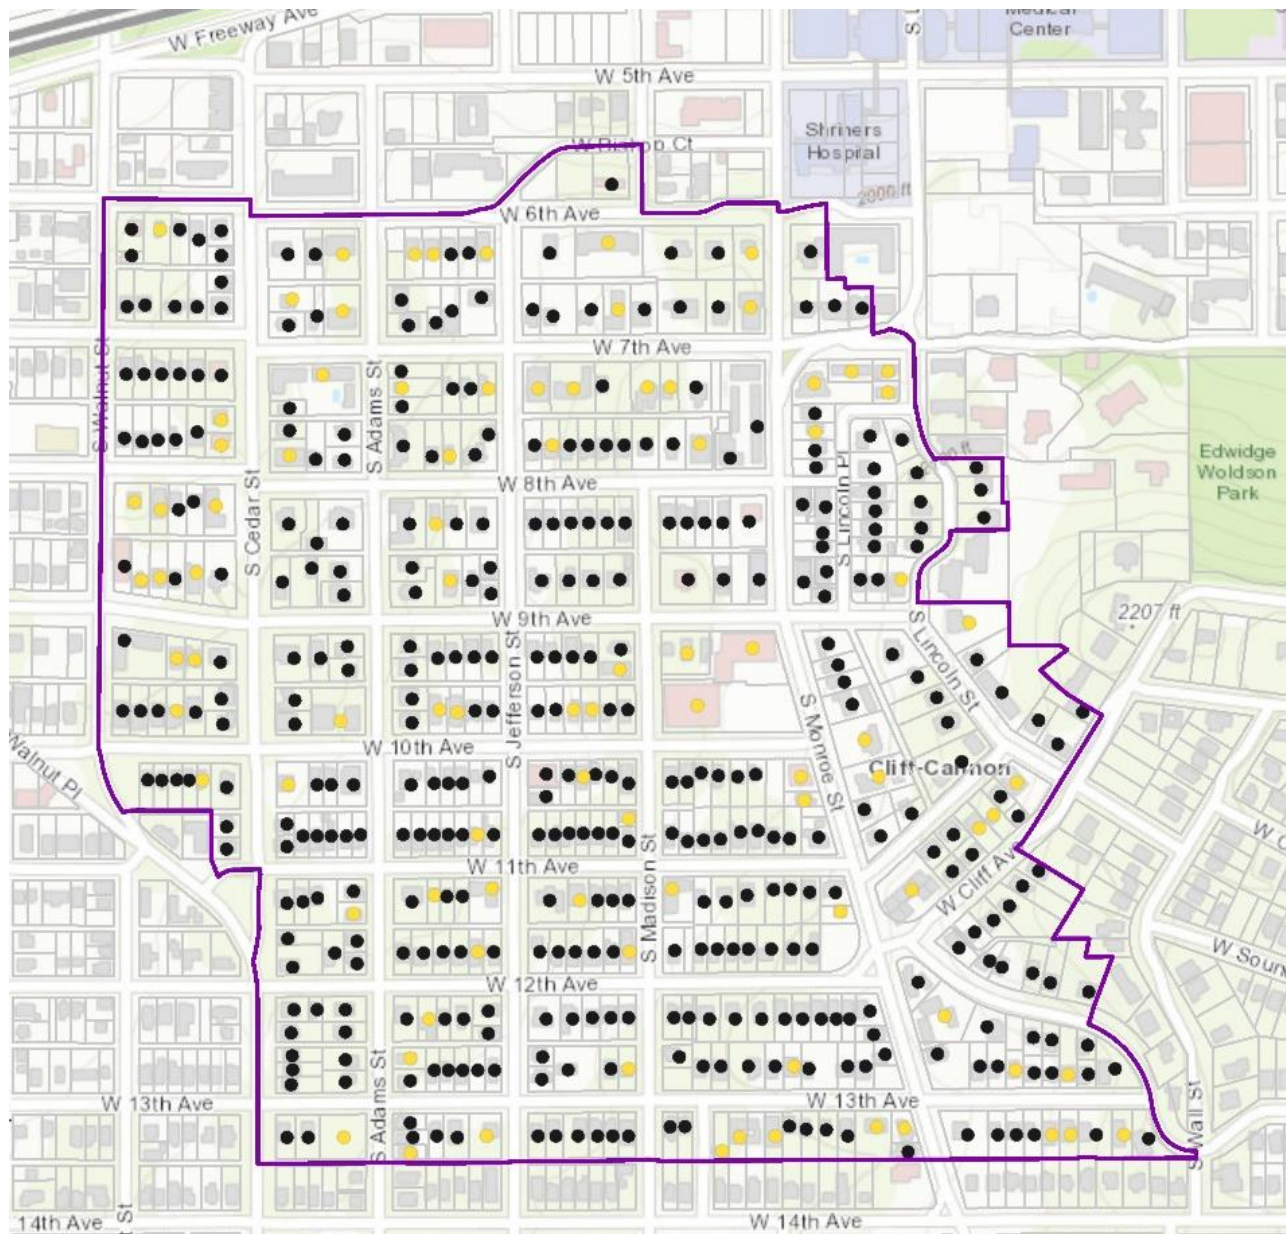 W Freeway Ave
Medical
Center
S L
W 5th Ave
Shriners
Hospital
W Bishop Ct
2000 ft
W 6th Ave
W 7th Ave
S Walnut St
S Adams St
Edwidge
Woldson
Park
S Cedar St
W 8th Ave
S Lincoln Pl
W 9th Ave
2207 ft
S Lincoln St
S Jefferson St
S Monroe St
W 10th Ave
Walnut Pl
Cliff-Cannon
W 11th Ave
W Cliff Ave
S Madison St
W Soun
W 12th Ave
S Adams St
W 13th Ave
W 13th Ave
S Wall St
14th Ave
t St
W 14th Ave